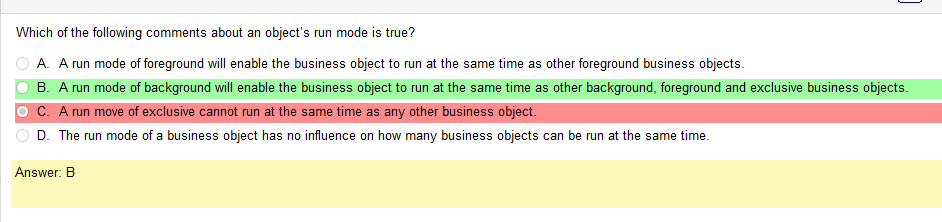 Which of the following comments about an object's run mode is true?
A. A run mode of foreground will enable the business object to run at the same time as other foreground business objects.
B. A run mode of background will enable the business object to run at the same time as other background, foreground and exclusive business objects.
C. A run move of exclusive cannot run at the same time as any other business object.
D. The run mode of a business object has no influence on how many business objects can be run at the same time.
Answer: B